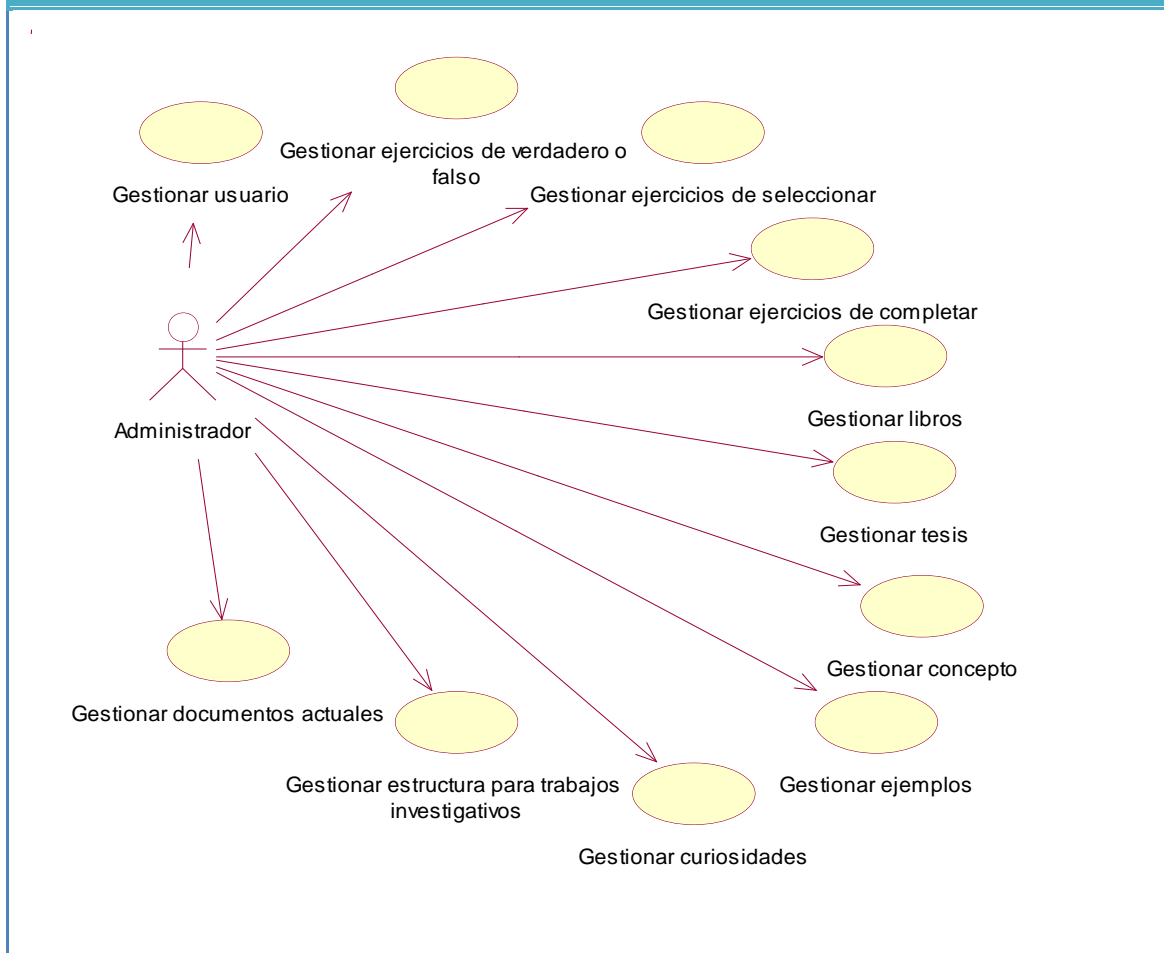 Gestionar ejercicios de verdadero o
falso
Gestionar usuario
Gestionar ejercicios de seleccionar
Gestionar ejercicios de completar
Gestionar libros
Administrador
Gestionar tesis
Gestionar concepto
Gestionar documentos actuales
Gestionar estructura para trabajos
investigativos
Gestionar ejemplos
Gestionar curiosidades